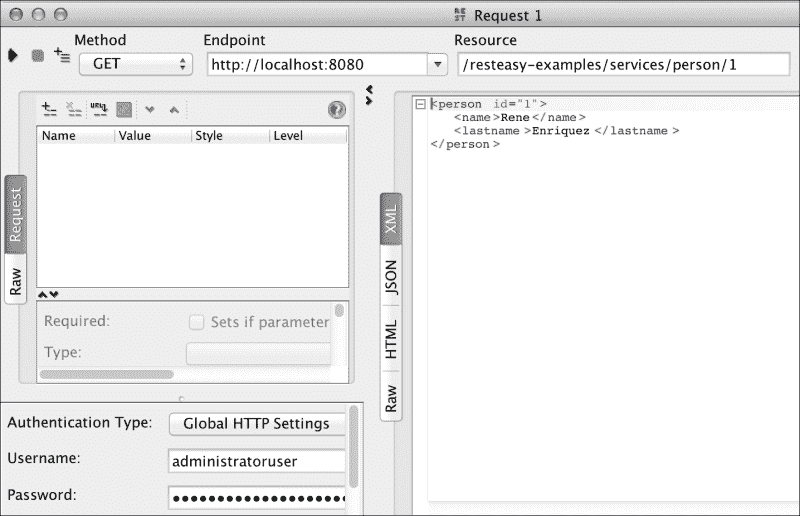 Request 1
Method
Endpoint
Resource
GET
http://localhost:8080
/resteasy-examples/services/person/1
Name Value Style Level
Request
Raw
Required:
Sets if parameter
Type:
Authentication Type:
Global HTTP Settings
Username:
administratoruser
Password:
●●●●●●●●●●●●●●●●●●●
XML
JSON
HTML
Raw
<person id="1">
<name>Rene</name>
<lastname>Enriquez</lastname>
</person>